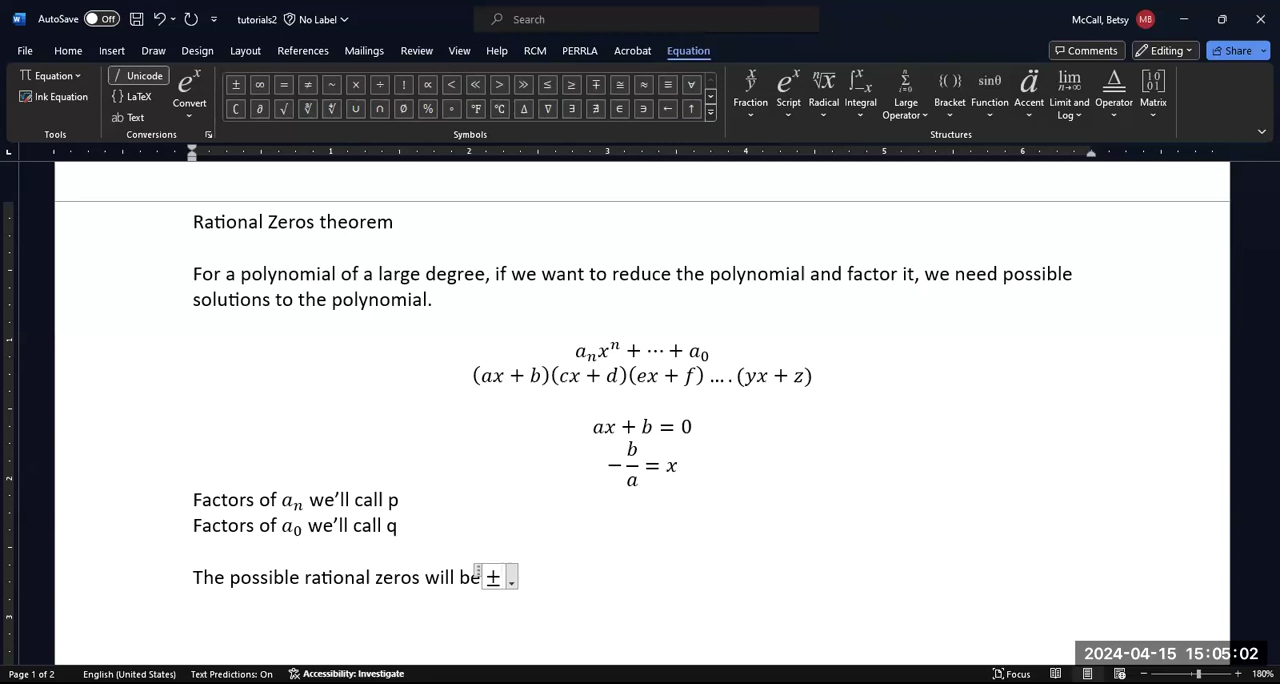 AutoSave Off tutorials2 No Label Search McCall, Betsy MB
File Home Insert Draw Design Layout References Mailings Review View Help RCM PERRLA Acrobat Equation Comments Editing Share
Equation Unicode LaTeX Text Ink Equation Convert
± ∞ = ≠ ~ × ÷ ! ∝ < ≪ > ≫ ≤ ≥ ∓ ≅ ≈ ≡ ∀
∁ ∂ √ ∛ ∜ ∪ ∩ ∅ % ° °F °C ∆ ∇ ∃ ∄ ∈ ∋ ← ↑
Fraction Script Radical Integral Large Operator Bracket Function Accent Limit and Log Operator Matrix
Tools Conversions Symbols Structures
1 2 3 4 5 6
Rational Zeros theorem
For a polynomial of a large degree, if we want to reduce the polynomial and factor it, we need possible
solutions to the polynomial.
aₙxⁿ + ⋯ + a₀
(ax + b)(cx + d)(ex + f) … . (yx + z)
ax + b = 0
−b/a = x
Factors of aₙ we’ll call p
Factors of a₀ we’ll call q
The possible rational zeros will be ±
2024-04-15 15:05:02
Page 1 of 2 English (United States) Text Predictions: On Accessibility: Investigate Focus 180%